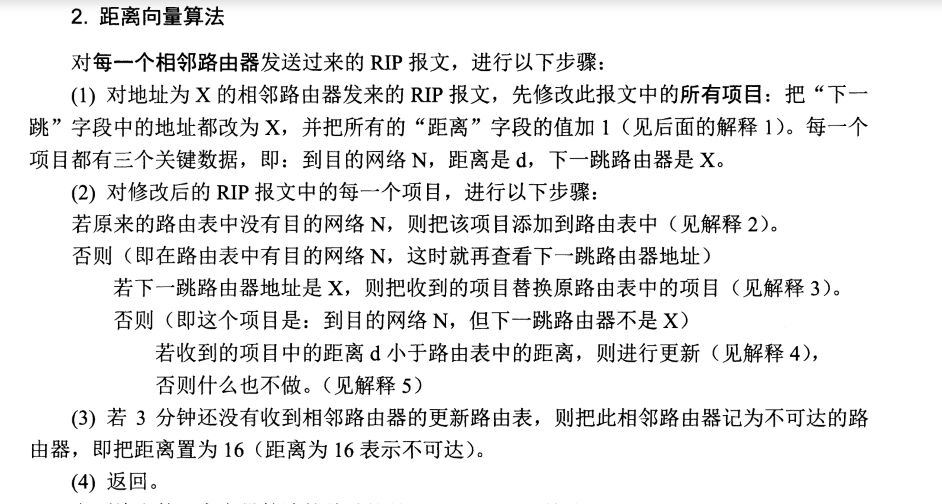 2. 距离向量算法
对每一个相邻路由器发送过来的 RIP 报文，进行以下步骤：
(1) 对地址为 X 的相邻路由器发来的 RIP 报文，先修改此报文中的所有项目：把“下一
跳”字段中的地址都改为 X，并把所有的“距离”字段的值加 1（见后面的解释 1）。每一个
项目都有三个关键数据，即：到目的网络 N，距离是 d，下一跳路由器是 X。
(2) 对修改后的 RIP 报文中的每一个项目，进行以下步骤：
若原来的路由表中没有目的网络 N，则把该项目添加到路由表中（见解释 2）。
否则（即在路由表中有目的网络 N，这时就再查看下一跳路由器地址）
若下一跳路由器地址是 X，则把收到的项目替换原路由表中的项目（见解释 3）。
否则（即这个项目是：到目的网络 N，但下一跳路由器不是 X）
若收到的项目中的距离 d 小于路由表中的距离，则进行更新（见解释 4），
否则什么也不做。（见解释 5）
(3) 若 3 分钟还没有收到相邻路由器的更新路由表，则把此相邻路由器记为不可达的路
由器，即把距离置为 16（距离为 16 表示不可达）。
(4) 返回。